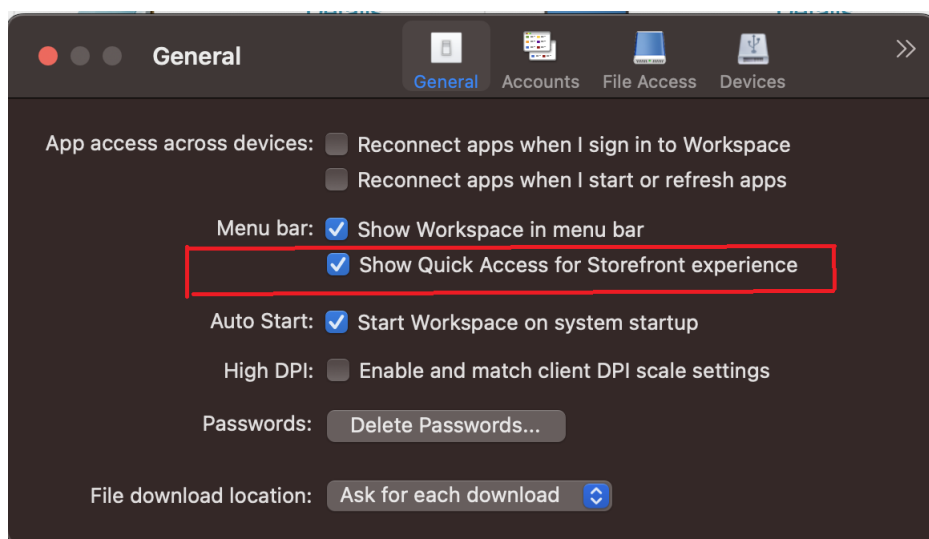 General
General
Accounts
File Access
Devices
App access across devices:
Reconnect apps when I sign in to Workspace
Reconnect apps when I start or refresh apps
Menu bar:
Show Workspace in menu bar
Show Quick Access for Storefront experience
Auto Start:
Start Workspace on system startup
High DPI:
Enable and match client DPI scale settings
Passwords:
Delete Passwords...
File download location:
Ask for each download